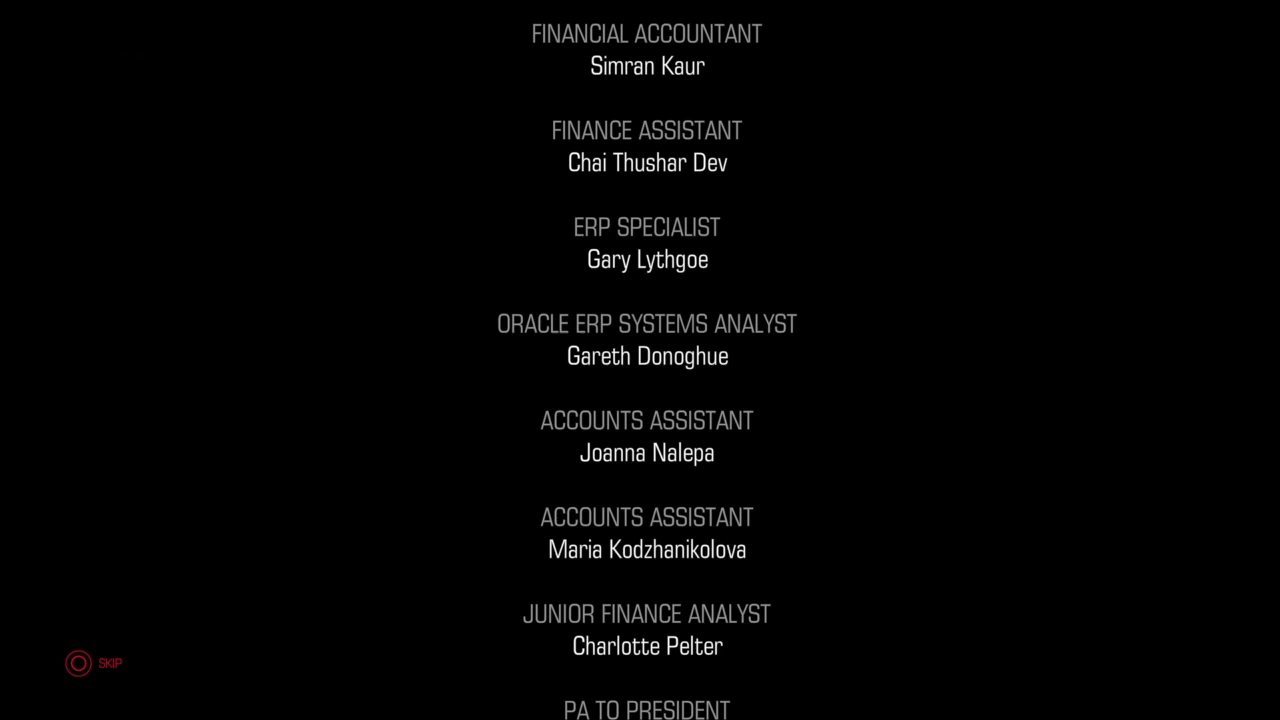 FINANCIAL ACCOUNTANT
Simran Kaur
FINANCE ASSISTANT
Chai Thushar Dev
ERP SPECIALIST
Gary Lythgoe
ORACLE ERP SYSTEMS ANALYST
Gareth Donoghue
ACCOUNTS ASSISTANT
Joanna Nalepa
ACCOUNTS ASSISTANT
Maria Kodzhanikolova
JUNIOR FINANCE ANALYST
Charlotte Pelter
SKIP
PA TO PRESIDENT